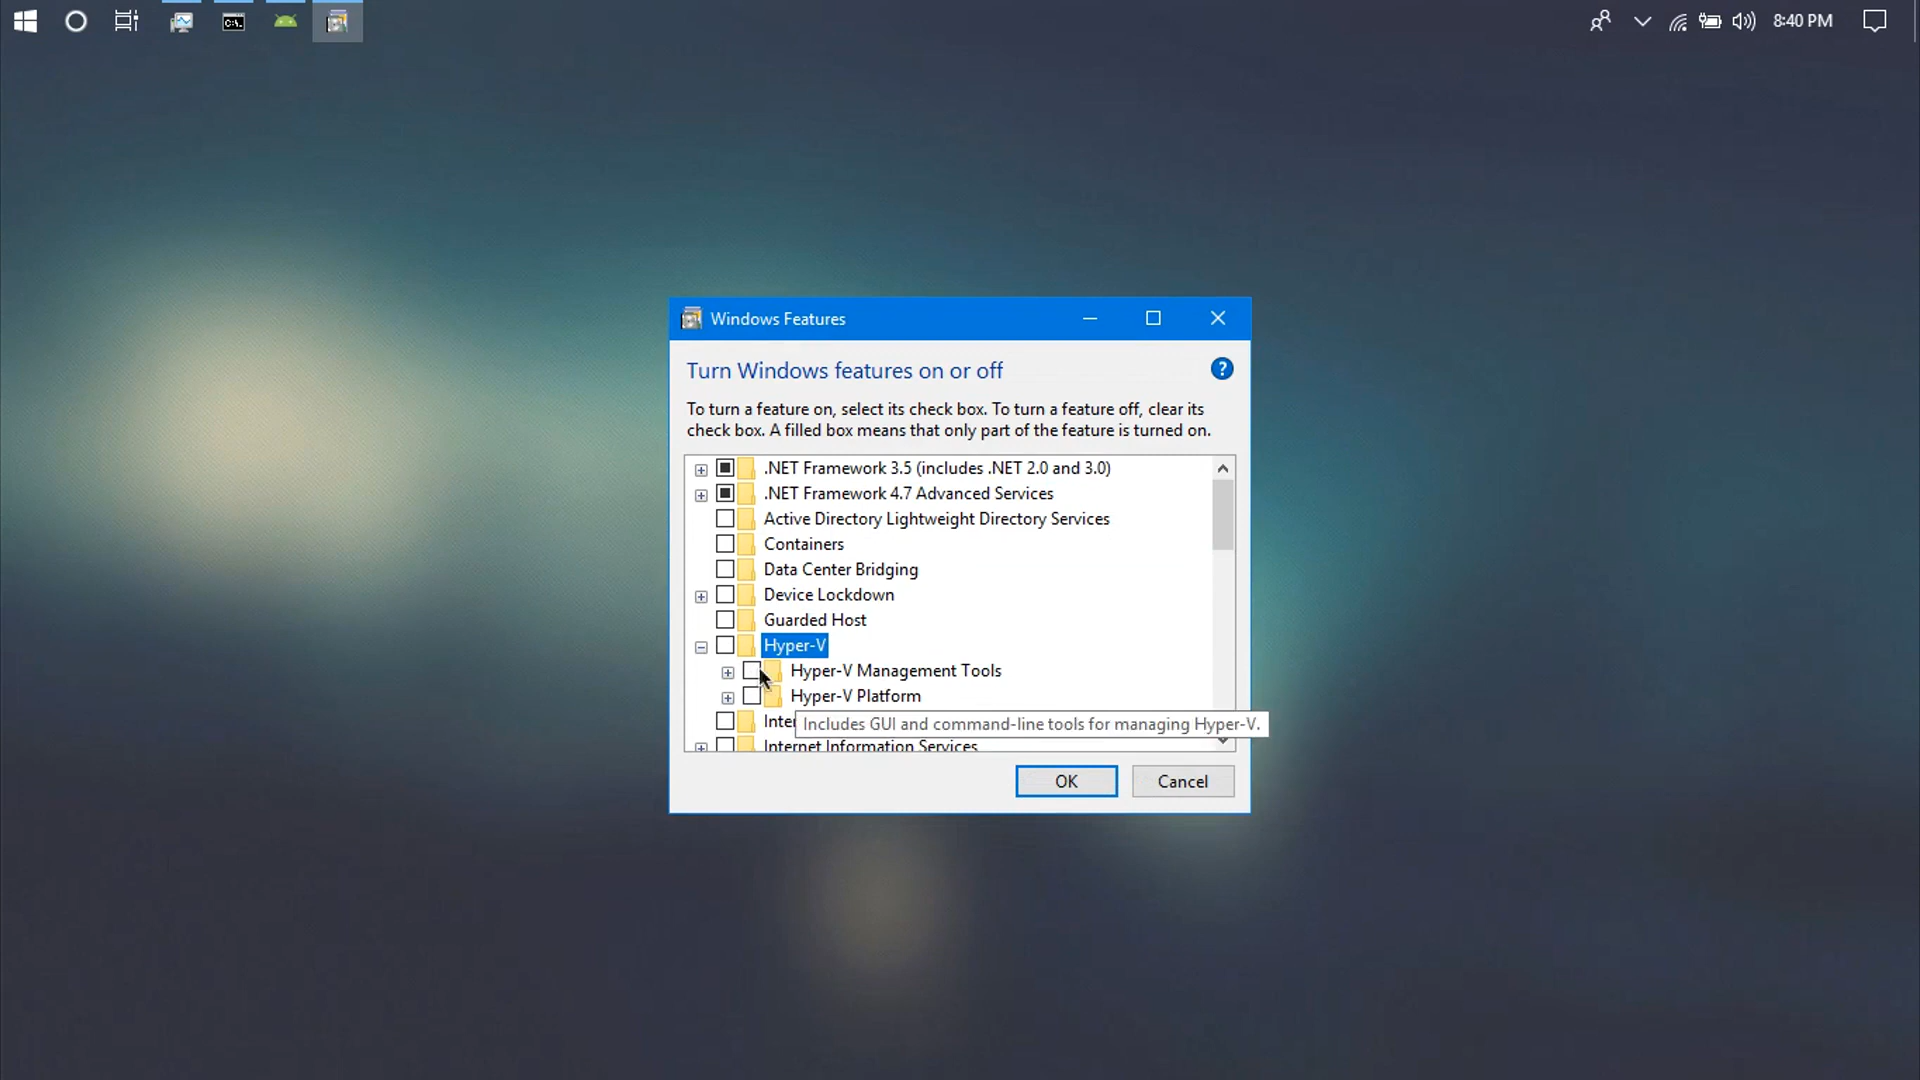 8:40 PM
Windows Features
Turn Windows features on or off
To turn a feature on, select its check box. To turn a feature off, clear its
check box. A filled box means that only part of the feature is turned on.
.NET Framework 3.5 (includes .NET 2.0 and 3.0)
.NET Framework 4.7 Advanced Services
Active Directory Lightweight Directory Services
Containers
Data Center Bridging
Device Lockdown
Guarded Host
Hyper-V
Hyper-V Management Tools
Hyper-V Platform
Includes GUI and command-line tools for managing Hyper-V.
Internet Information Services
OK
Cancel